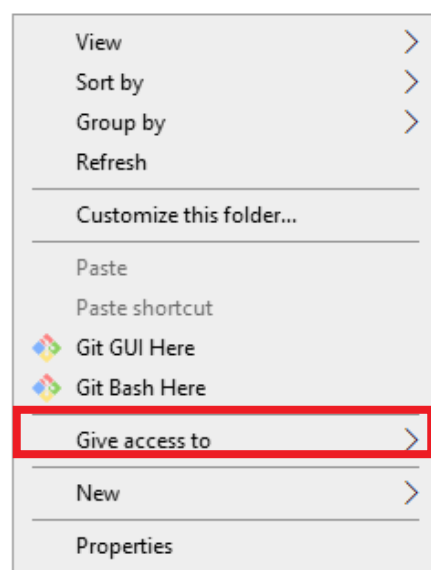 View
Sort by
Group by
Refresh
Customize this folder...
Paste
Paste shortcut
Git GUI Here
Git Bash Here
Give access to
New
Properties